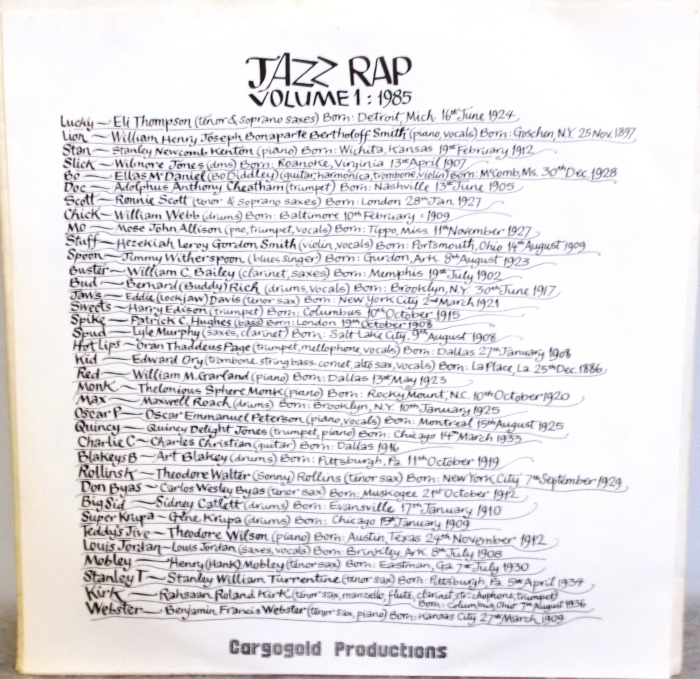 JAZZ RAP
VOLUME 1 : 1985
Lucky — Eli Thompson (tenor & soprano saxes) Born: Detroit, Mich 16th June 1924
Lion — William Henry Joseph Bonaparte Bertholoff Smith (piano, vocals) Born: Goschen, N.Y. 25 Nov. 1897
Stan — Stanley Newcomb Kenton (piano) Born: Wichita, Kansas 19th February 1912
Slick — Wilmore Jones (dms) Born: Roanoke, Virginia 13th April 1907
Bo — Ellas McDaniel (Bo Diddley) (guitar, harmonica, trombone, violin) Born: McComb, Ms. 30th Dec. 1928
Doc — Adolphus Anthony Cheatham (trumpet) Born: Nashville 13th June 1905
Scott — Ronnie Scott (tenor & soprano saxes) Born: London 28th Jan. 1927
Chick — William Webb (drums) Born: Baltimore 10th February · 1909
Mo — Mose John Allison (pno, trumpet, vocals) Born: Tippo, Miss. 11th November 1927
Stuff — Hezekiah Leroy Gordon Smith (violin, vocals) Born: Portsmouth, Ohio 14th August 1909
Spoon — Jimmy Witherspoon (blues singer) Born: Gurdon, Ark. 8th August 1923
Buster — William C. Bailey (clarinet, saxes) Born: Memphis 19th July 1902
Bud — Bernard (Buddy) Rich (drums, vocals) Born: Brooklyn, N.Y. 30th June 1917
Jaws — Eddie (Lockjaw) Davis (tenor sax) Born: New York City 2nd March 1921
Sweets — Harry Edison (trumpet) Born: Columbus 10th October 1915
Spike — Patrick C. Hughes (bass) Born: London 19th October 1908
Spud — Lyle Murphy (saxes, clarinet) Born: Salt Lake City, 9th August 1908
Hot Lips — Oran Thaddeus Page (trumpet, mellophone, vocals) Born: Dallas 27th January 1908
Kid — Edward Ory (trombone, string bass, cornet, alto sax, vocals) Born: La Place, La. 25th Dec. 1886
Red — William M. Garland (piano) Born: Dallas 13th May 1923
Monk — Thelonious Sphere Monk (piano) Born: Rocky Mount, N.C. 10th October 1920
Max — Maxwell Roach (drums) Born: Brooklyn, N.Y. 10th January 1925
Oscar P — Oscar Emmanuel Peterson (piano, vocals) Born: Montreal 15th August 1925
Quincy — Quincy Delight Jones (trumpet, piano) Born: Chicago 14th March 1933
Charlie C — Charles Christian (guitar) Born: Dallas 1916
Blakeys B — Art Blakey (drums) Born: Pittsburgh, Pa. 11th October 1919
Rollinsk — Theodore Walter (Sonny) Rollins (tenor sax) Born: New York City 7th September 1929
Don Byas — Carlos Wesley Byas (tenor sax) Born: Muskogee 21st October 1912
Big Sid — Sidney Catlett (drums) Born: Evansville 17th January 1910
Super Krupa — Gene Krupa (drums) Born: Chicago 15th January 1909
Teddy's Jive — Theodore Wilson (piano) Born: Austin, Texas 24th November 1912
Louis Jordan — Louis Jordan (saxes, vocals) Born: Brinkley, Ark. 8th July 1908
Mobley — Henry (Hank) Mobley (tenor sax) Born: Eastman, Ga. 7th July 1930
Stanley T — Stanley William Turrentine (tenor sax) Born: Pittsburgh, Pa. 5th April 1934
Kirk — Rahsaan Roland Kirk (tenor sax, manzello, flute, clarinet, strichophone, trumpet)
Born: Columbus, Ohio 7th August 1936
Webster — Benjamin Francis Webster (tenor sax, piano) Born: Kansas City 27th March 1909
Cargogold Productions